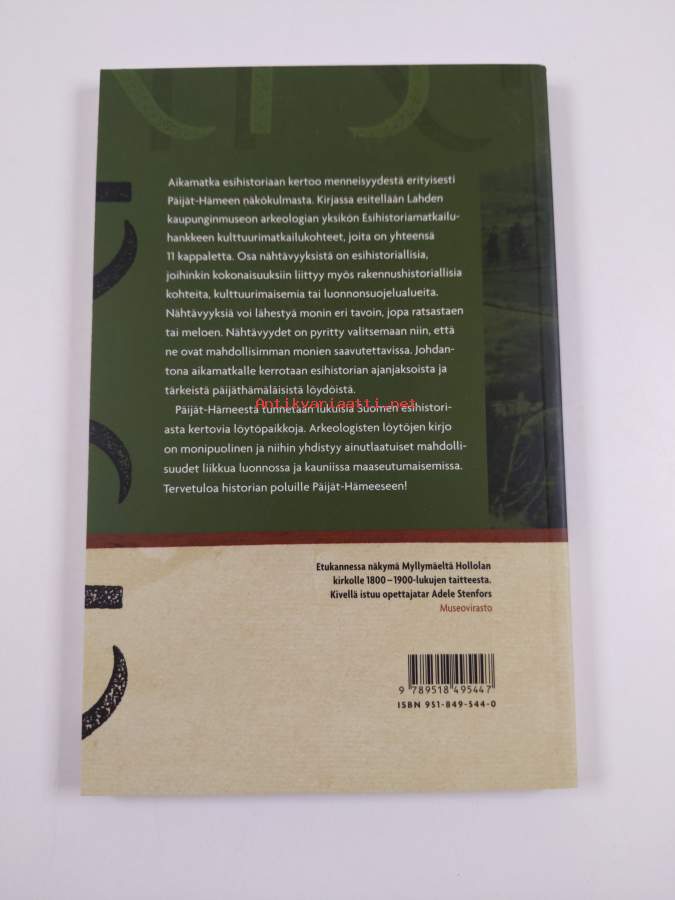 Aikamatka esihistoriaan kertoo menneisyydestä erityisesti
Päijät-Hämeen näkökulmasta. Kirjassa esitellään Lahden
kaupunginmuseon arkeologian yksikön Esihistoriamatkailu-
hankkeen kulttuurimatkailukohteet, joita on yhteensä
11 kappaletta. Osa nähtävyyksistä on esihistoriallisia,
joihinkin kokonaisuuksiin liittyy myös rakennushistoriallisia
kohteita, kulttuurimaisemia tai luonnonsuojelualueita.
Nähtävyyksiä voi lähestyä monin eri tavoin, jopa ratsastaen
tai meloen. Nähtävyydet on pyritty valitsemaan niin, että
ne ovat mahdollisimman monien saavutettavissa. Johdan-
tona aikamatkalle kerrotaan esihistorian ajanjaksoista ja
tärkeistä päijäthämäläisistä löydöistä.
Antikvariaatti.net
Päijät-Hämeestä tunnetaan lukuisia Suomen esihistori-
asta kertovia löytöpaikkoja. Arkeologisten löytöjen kirjo
on monipuolinen ja niihin yhdistyy ainutlaatuiset mahdolli-
suudet liikkua luonnossa ja kauniissa maaseutumaisemissa.
Tervetuloa historian poluille Päijät-Hämeeseen!
Etukannessa näkymä Myllymäeltä Hollolan
kirkolle 1800–1900-lukujen taitteesta.
Kivellä istuu opettajatar Adele Stenfors
Museovirasto
9 789518 495447
ISBN 951-849-544-0